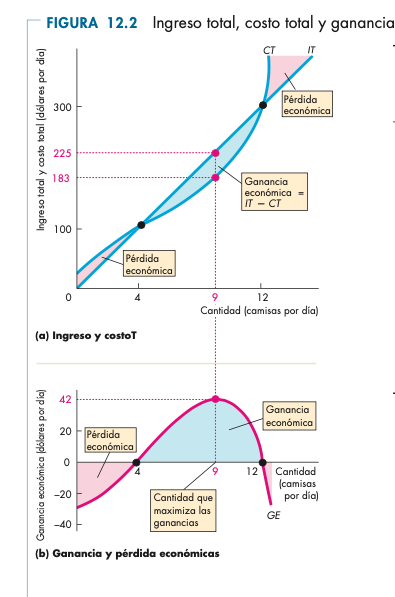 FIGURA 12.2 Ingreso total, costo total y ganancia
Ingreso total y costo total (dólares por día)
CT
IT
300
Pérdida
económica
225
183
Ganancia
económica =
IT − CT
100
Pérdida
económica
0
4
9
12
Cantidad (camisas por día)
(a) Ingreso y costoT
Ganancia económica (dólares por día)
42
Ganancia
económica
Pérdida
económica
20
0
4
9
12
Cantidad
(camisas
por día)
−20
Cantidad que
maximiza las
ganancias
−40
GE
(b) Ganancia y pérdida económicas